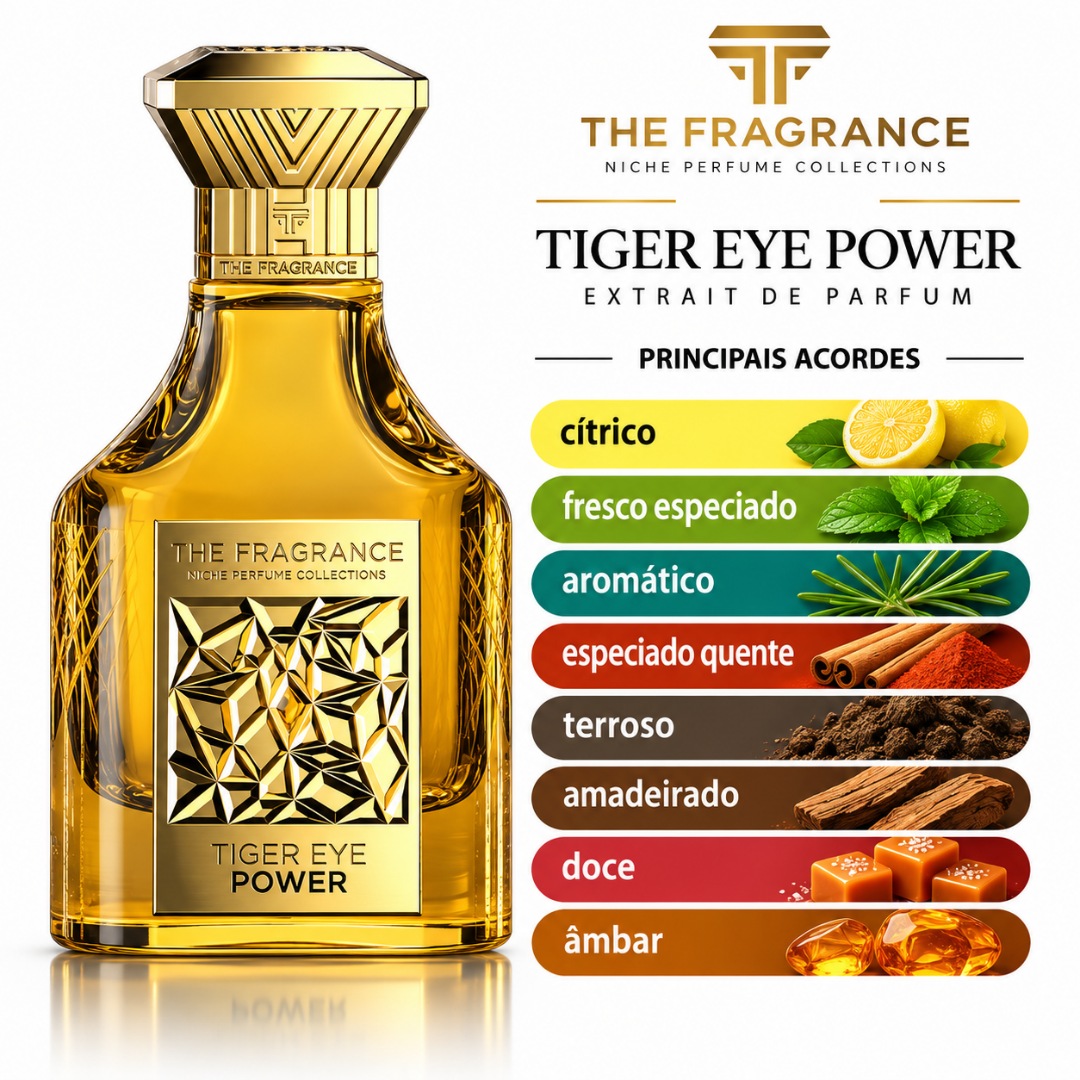 THE FRAGRANCE
NICHE PERFUME COLLECTIONS
TIGER EYE POWER
EXTRAIT DE PARFUM
PRINCIPAIS ACORDES
cítrico
fresco especiado
aromático
especiado quente
terroso
amadeirado
doce
âmbar
THE FRAGRANCE
THE FRAGRANCE
NICHE PERFUME COLLECTIONS
TIGER EYE
POWER